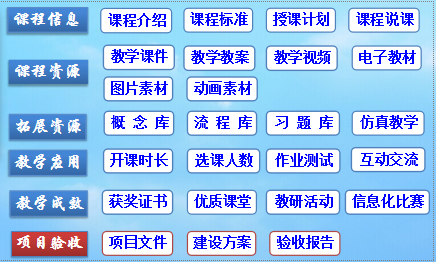 课程信息 课程介绍 课程标准 授课计划 课程说课
课程资源 教学课件 教学教案 教学视频 电子教材
图片素材 动画素材
拓展资源 概念库 流程库 习题库 仿真教学
教学应用 开课时长 选课人数 作业测试 互动交流
教学成效 获奖证书 优质课堂 教研活动 信息化比赛
项目验收 项目文件 建设方案 验收报告